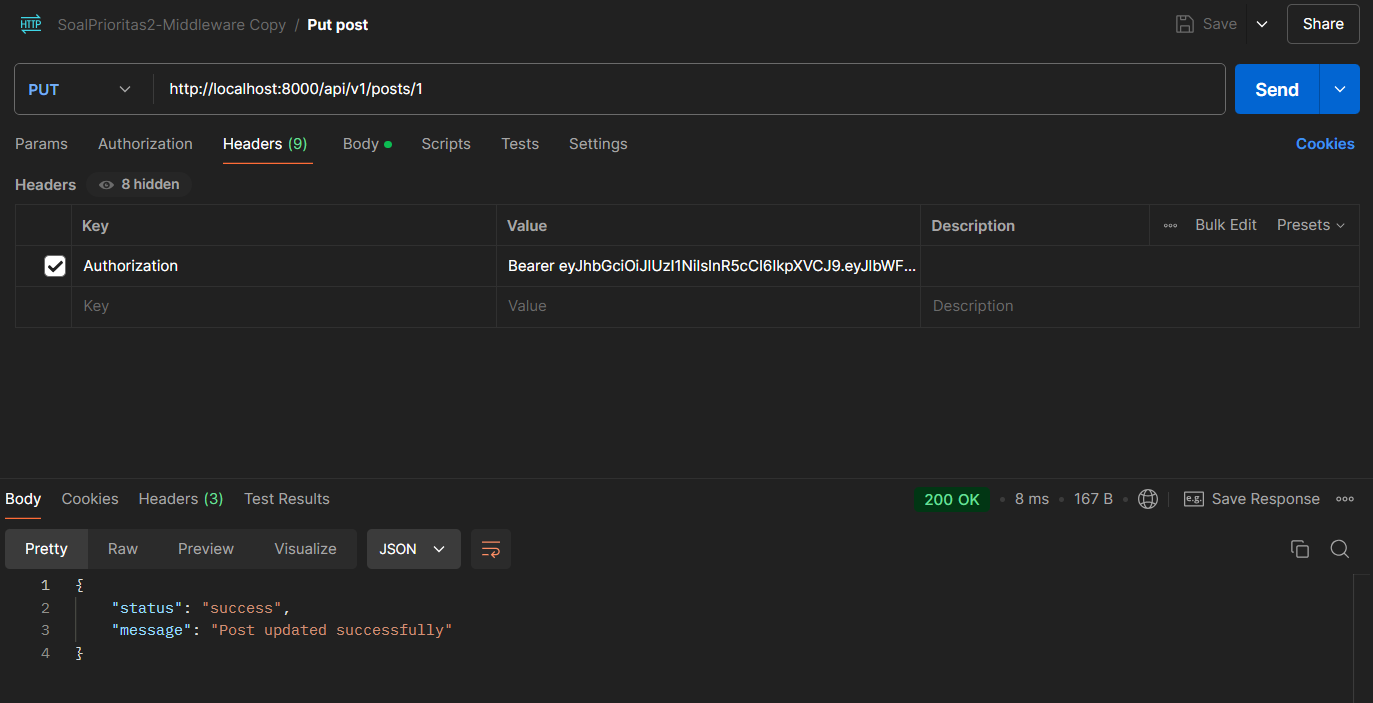 HTTP SoalPrioritas2-Middleware Copy / Put post Save Share
PUT http://localhost:8000/api/v1/posts/1 Send
Params Authorization Headers (9) Body Scripts Tests Settings Cookies
Headers 8 hidden
Key Value Description Bulk Edit Presets
Authorization Bearer eyJhbGciOiJIUzI1NiIsInR5cCI6IkpXVCJ9.eyJlbWF...
Key Value Description
Body Cookies Headers (3) Test Results 200 OK 8 ms 167 B e.g. Save Response
Pretty Raw Preview Visualize JSON
1 {
2 "status": "success",
3 "message": "Post updated successfully"
4 }